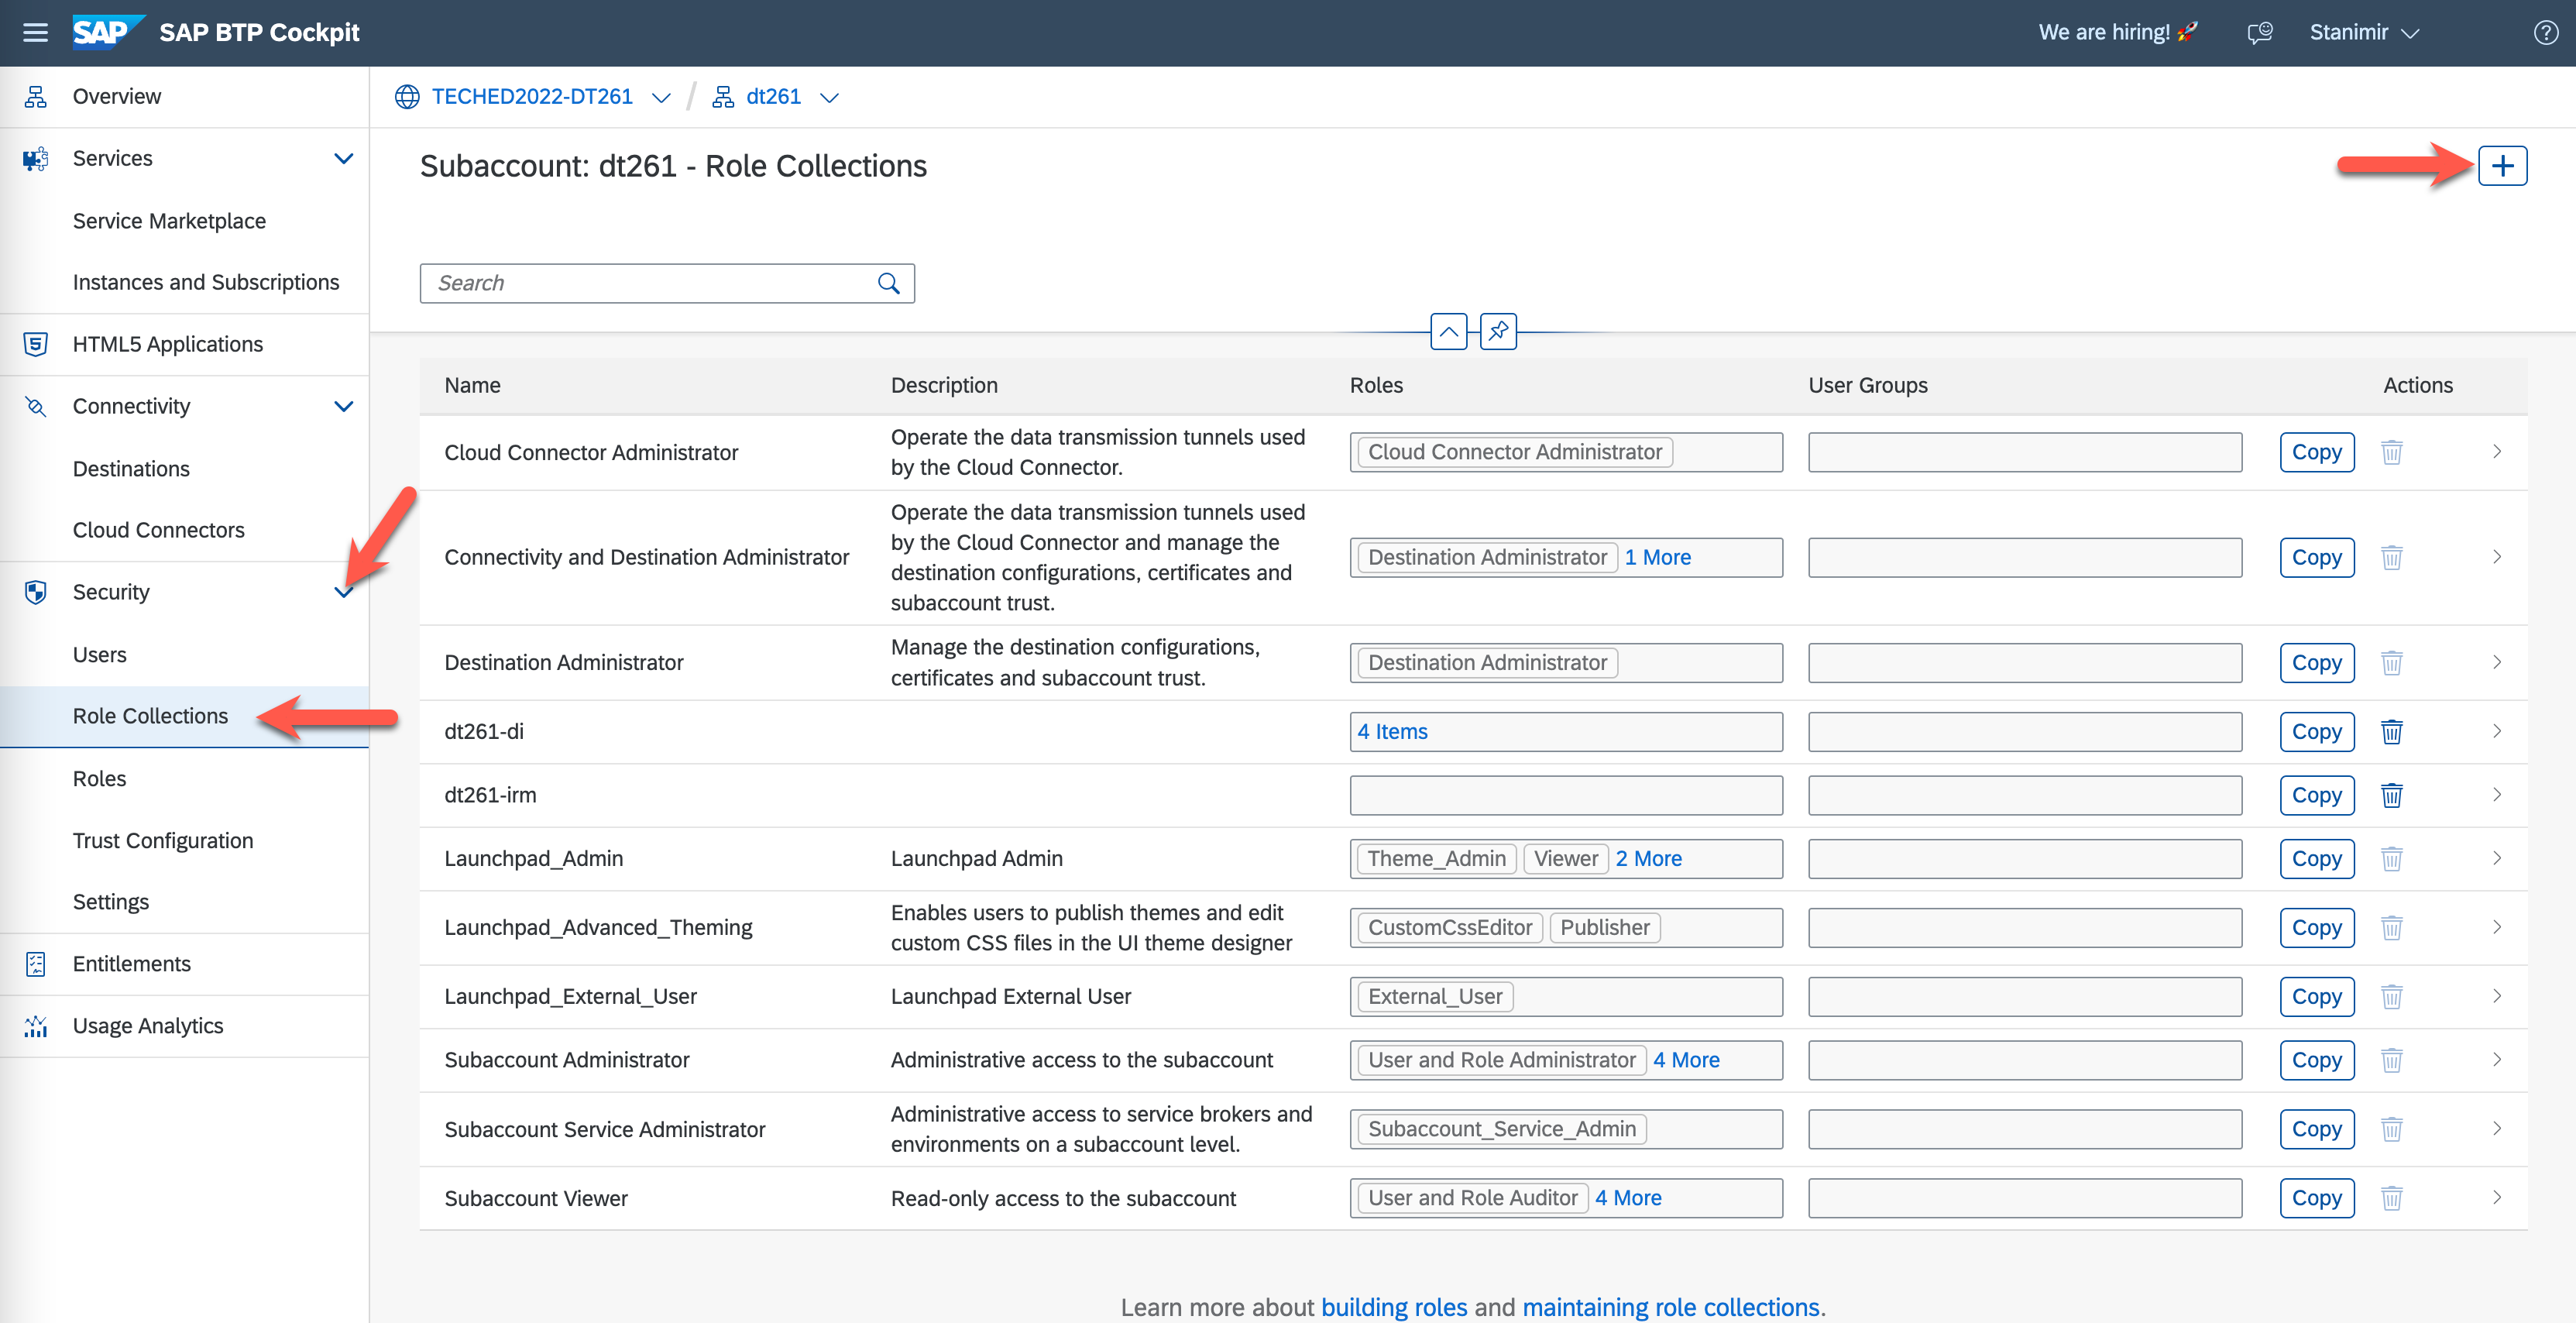 SAP SAP BTP Cockpit
We are hiring! 🚀
Stanimir
Overview
Services
Service Marketplace
Instances and Subscriptions
HTML5 Applications
Connectivity
Destinations
Cloud Connectors
Security
Users
Role Collections
Roles
Trust Configuration
Settings
Entitlements
Usage Analytics
TECHED2022-DT261 / dt261
Subaccount: dt261 - Role Collections
Search
Name Description Roles User Groups Actions
Cloud Connector Administrator
Operate the data transmission tunnels used
by the Cloud Connector.
Cloud Connector Administrator
Copy
Connectivity and Destination Administrator
Operate the data transmission tunnels used
by the Cloud Connector and manage the
destination configurations, certificates and
subaccount trust.
Destination Administrator 1 More
Copy
Destination Administrator
Manage the destination configurations,
certificates and subaccount trust.
Destination Administrator
Copy
dt261-di
4 Items
Copy
dt261-irm
Copy
Launchpad_Admin
Launchpad Admin
Theme_Admin Viewer 2 More
Copy
Launchpad_Advanced_Theming
Enables users to publish themes and edit
custom CSS files in the UI theme designer
CustomCssEditor Publisher
Copy
Launchpad_External_User
Launchpad External User
External_User
Copy
Subaccount Administrator
Administrative access to the subaccount
User and Role Administrator 4 More
Copy
Subaccount Service Administrator
Administrative access to service brokers and
environments on a subaccount level.
Subaccount_Service_Admin
Copy
Subaccount Viewer
Read-only access to the subaccount
User and Role Auditor 4 More
Copy
Learn more about building roles and maintaining role collections.